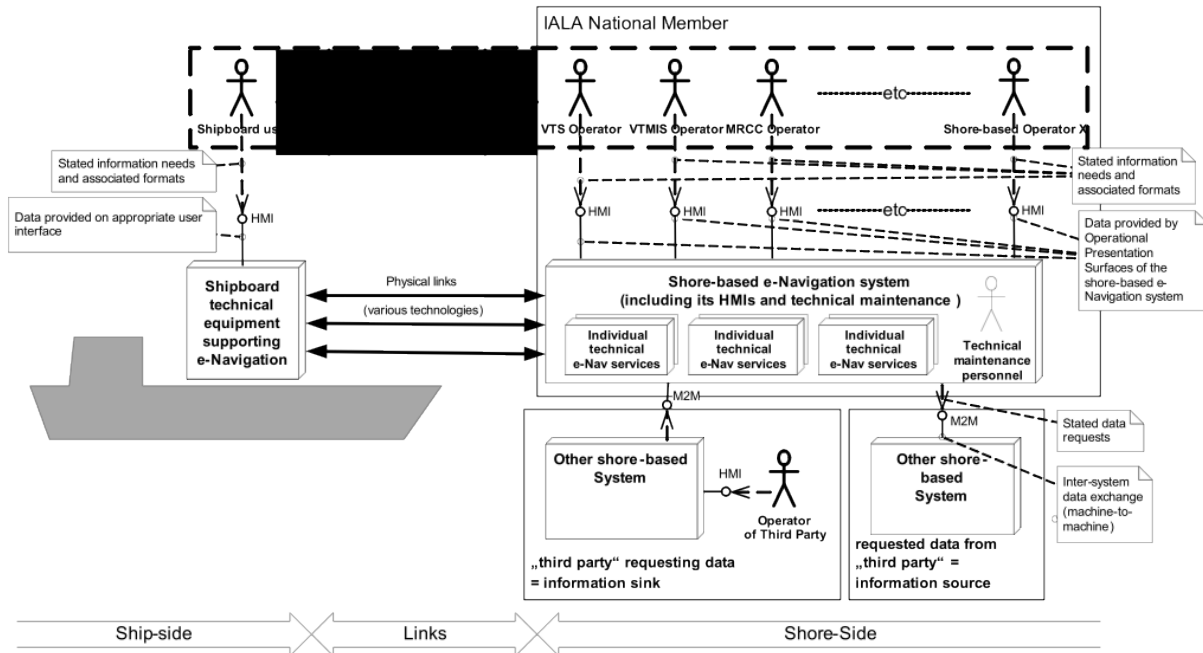 IALA National Member
Shipboard us
VTS Operator
VTMIS Operator
MRCC Operator
etc
Shore-based Operator X
Stated information needs
and associated formats
Data provided on appropriate user
interface
HMI
HMI
HMI
HMI
etc
HMI
Stated information
needs and
associated formats
Data provided by
Operational
Presentation
Surfaces of the
shore-based e-
Navigation system
Shipboard
technical
equipment
supporting
e-Navigation
Physical links
(various technologies)
Shore-based e-Navigation system
(including its HMIs and technical maintenance )
Individual
technical
e-Nav services
Individual
technical
e-Nav services
Individual
technical
e-Nav services
Technical
maintenance
personnel
M2M
M2M
Stated data
requests
Other shore-based
System
HMI
Operator
of Third Party
„third party“ requesting data
= information sink
Other shore-
based
System
requested data from
„third party“ =
information source
Inter-system
data exchange
(machine-to-
machine)
Ship-side
Links
Shore-Side